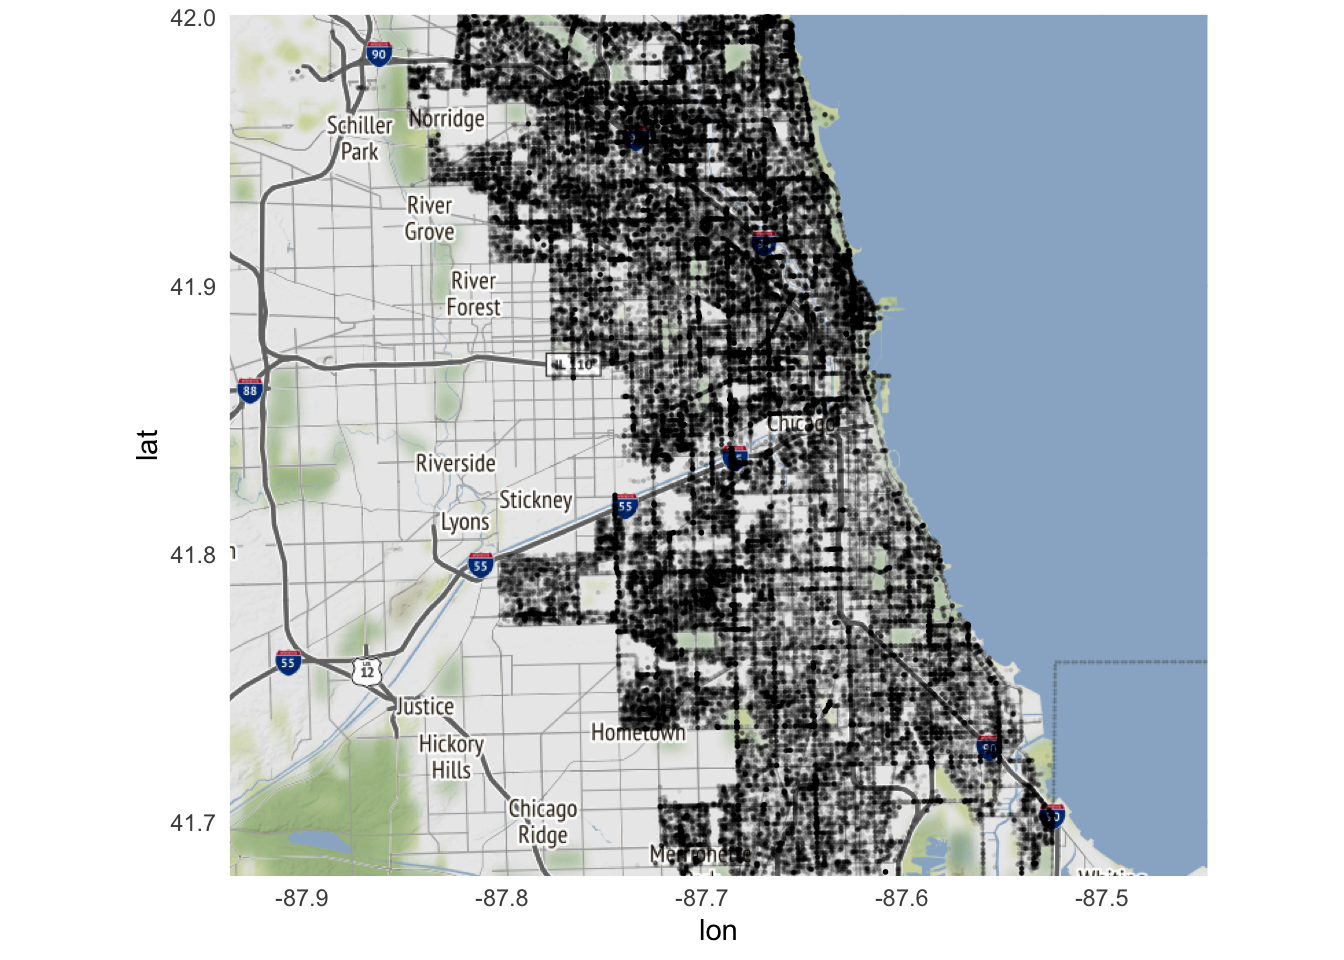 42.0
90
Norridge
Schiller
Park
River
Grove
41.9
River
Forest
IL 110
88
lat
Chicago
Riverside
Stickney
55
Lyons
41.8
55
55
12
Justice
Hometown
Hickory
Hills
90
Chicago
Ridge
41.7
90
-87.9
-87.8
-87.7
-87.6
-87.5
lon